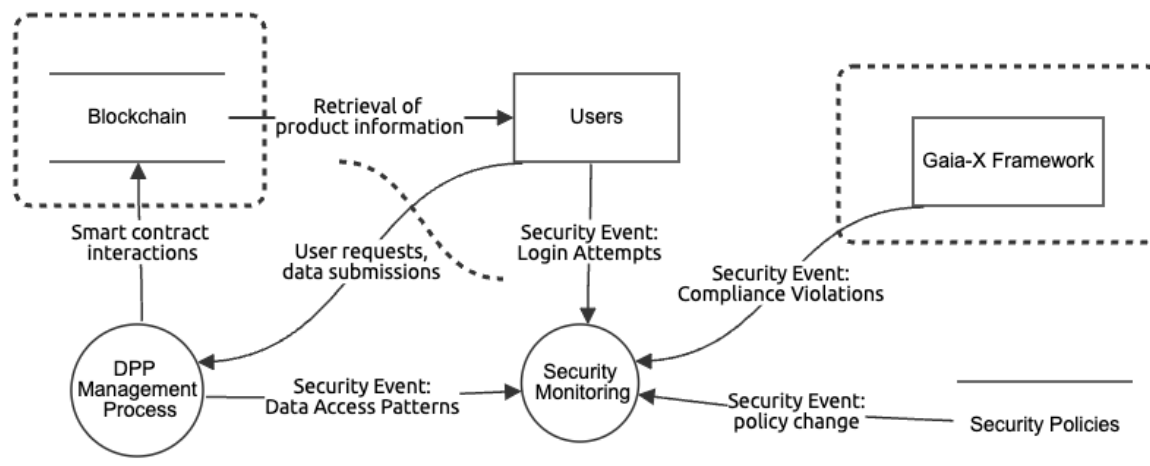 Blockchain
Retrieval of
product information
Users
Gaia-X Framework
Smart contract
interactions
User requests,
data submissions
Security Event:
Login Attempts
Security Event:
Compliance Violations
DPP
Management
Process
Security Event:
Data Access Patterns
Security
Monitoring
Security Event:
policy change
Security Policies